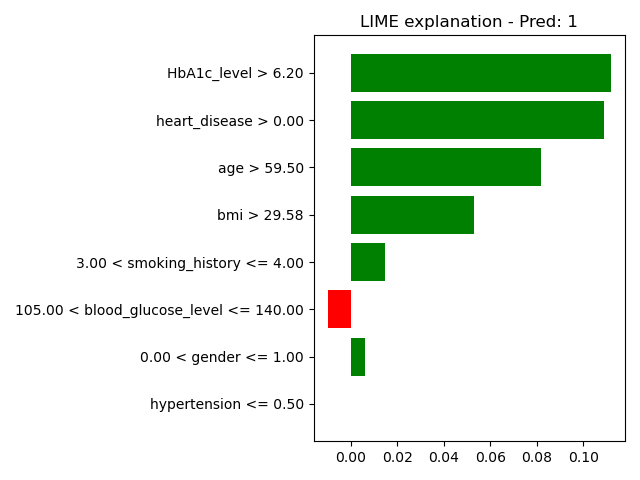 LIME explanation - Pred: 1
HbA1c_level > 6.20
heart_disease > 0.00
age > 59.50
bmi > 29.58
3.00 < smoking_history <= 4.00
105.00 < blood_glucose_level <= 140.00
0.00 < gender <= 1.00
hypertension <= 0.50
0.00 0.02 0.04 0.06 0.08 0.10